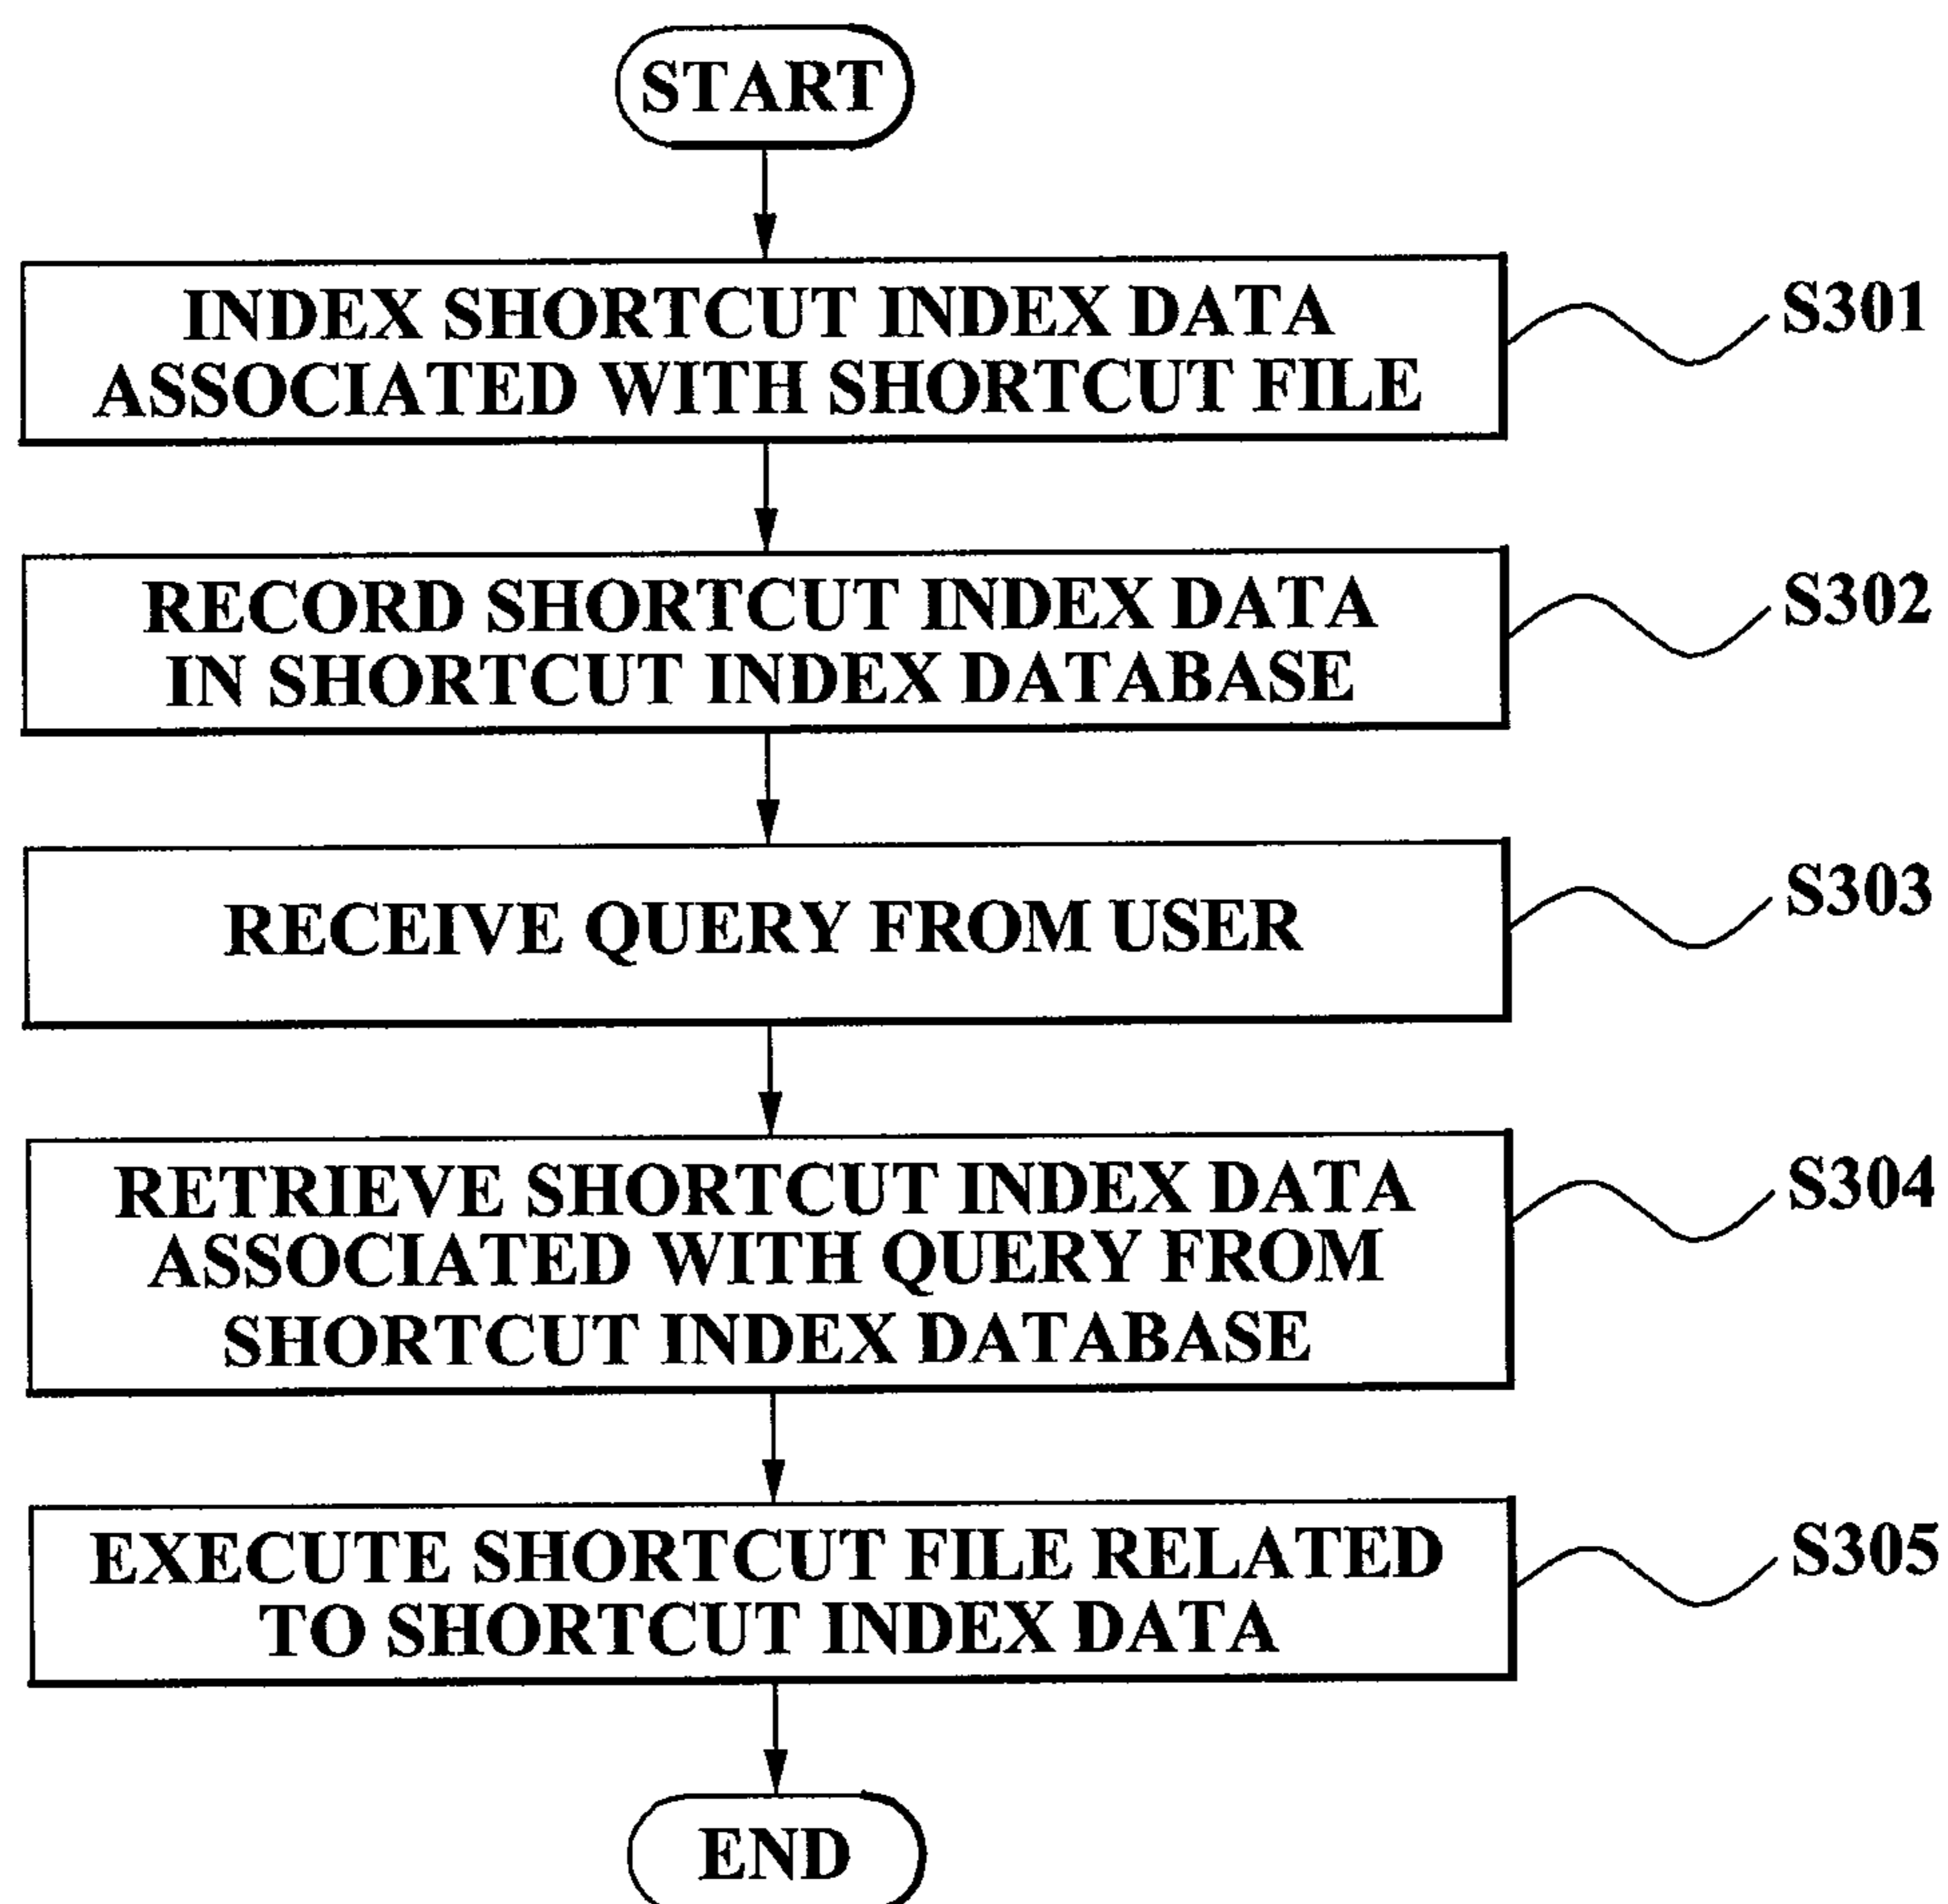 START
INDEX SHORTCUT INDEX DATA
ASSOCIATED WITH SHORTCUT FILE
S301
RECORD SHORTCUT INDEX DATA
IN SHORTCUT INDEX DATABASE
S302
RECEIVE QUERY FROM USER
S303
RETRIEVE SHORTCUT INDEX DATA
ASSOCIATED WITH QUERY FROM
SHORTCUT INDEX DATABASE
S304
EXECUTE SHORTCUT FILE RELATED
TO SHORTCUT INDEX DATA
S305
END